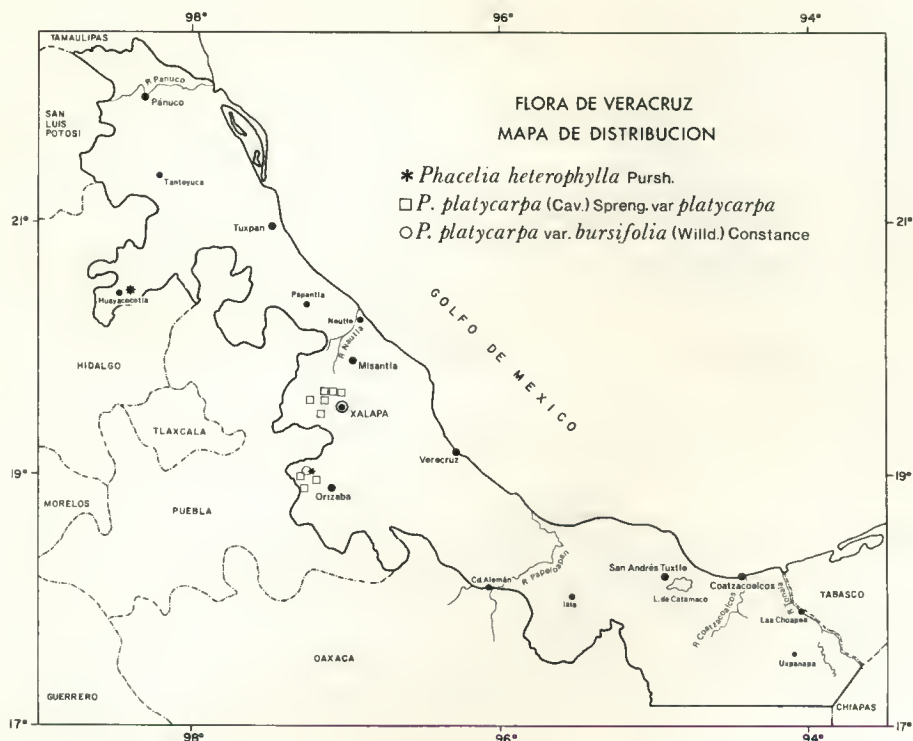 98°
96°
94°
TAMAULIPAS
R Panuco
Pánuco
SAN
LUIS
POTOSI
FLORA DE VERACRUZ
MAPA DE DISTRIBUCION
* Phacelia heterophylla Pursh.
□ P. platycarpa (Cav.) Spreng. var platycarpa
○ P. platycarpa var. bursifolia (Willd.) Constance
Tantoyuca
21°
21°
Tuxpan
Huayacocotla
Papantla
Nautla
R Nautla
GOLFO DE MEXICO
Misantla
HIDALGO
XALAPA
TLAXCALA
19°
19°
Veracruz
Orizaba
MORELOS
PUEBLA
Cd. Alemán
R Papaloapan
San Andrés Tuxtla
Coatzacoalcos
L. de Catemaco
Isla
R Coatzacoalcos
R Tonala
TABASCO
Las Choapas
Uxpanapa
OAXACA
GUERRERO
CHIAPAS
17°
17°
98°
96°
94°